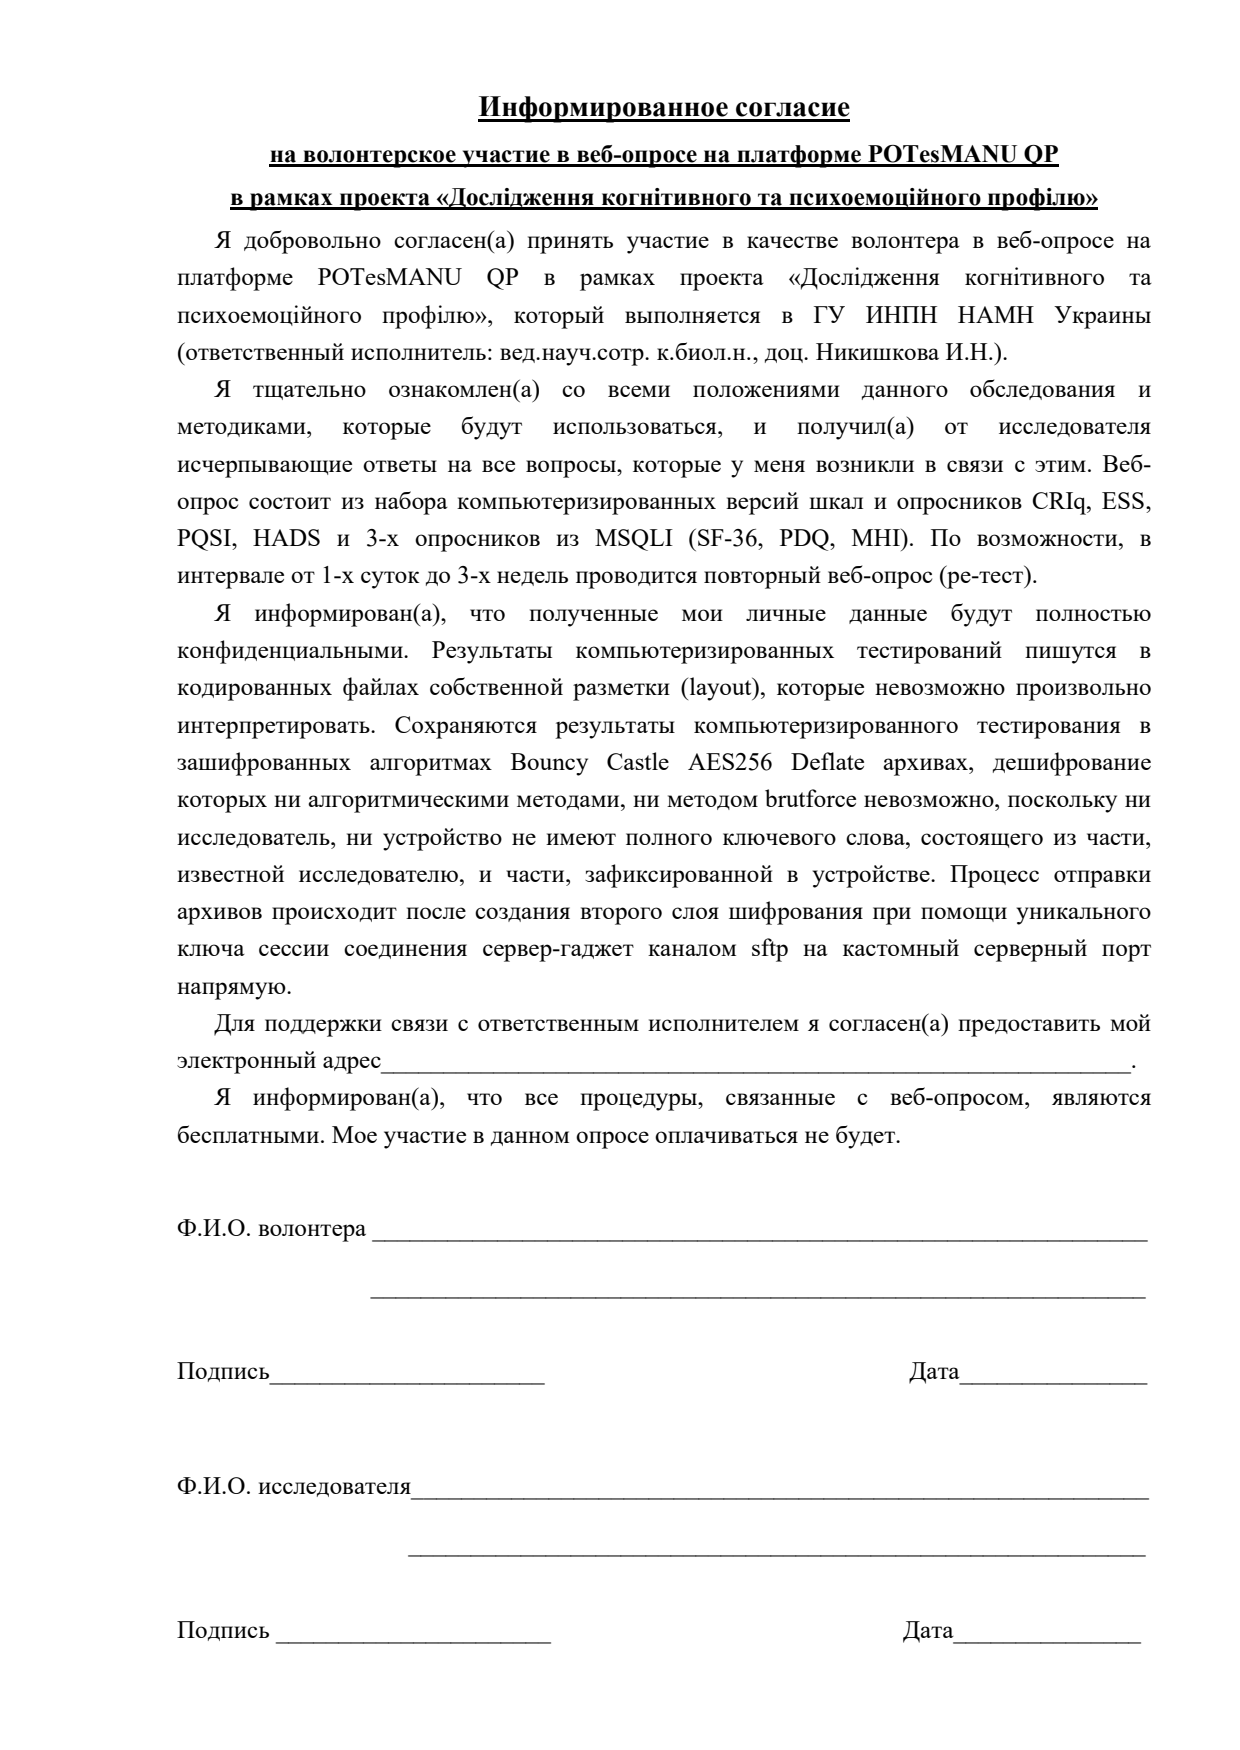 Информированное согласие
на волонтерское участие в веб-опросе на платформе POTesMANU QP
в рамках проекта «Дослідження когнітивного та психоемоційного профілю»
Я добровольно согласен(а) принять участие в качестве волонтера в веб-опросе на
платформе POTesMANU QP в рамках проекта «Дослідження когнітивного та
психоемоційного профілю», который выполняется в ГУ ИНПН НАМН Украины
(ответственный исполнитель: вед.науч.сотр. к.биол.н., доц. Никишкова И.Н.).
Я тщательно ознакомлен(а) со всеми положениями данного обследования и
методиками, которые будут использоваться, и получил(а) от исследователя
исчерпывающие ответы на все вопросы, которые у меня возникли в связи с этим. Веб-
опрос состоит из набора компьютеризированных версий шкал и опросников CRIq, ESS,
PQSI, HADS и 3-х опросников из MSQLI (SF-36, PDQ, MHI). По возможности, в
интервале от 1-х суток до 3-х недель проводится повторный веб-опрос (ре-тест).
Я информирован(а), что полученные мои личные данные будут полностью
конфиденциальными. Результаты компьютеризированных тестирований пишутся в
кодированных файлах собственной разметки (layout), которые невозможно произвольно
интерпретировать. Сохраняются результаты компьютеризированного тестирования в
зашифрованных алгоритмах Bouncy Castle AES256 Deflate архивах, дешифрование
которых ни алгоритмическими методами, ни методом brutforce невозможно, поскольку ни
исследователь, ни устройство не имеют полного ключевого слова, состоящего из части,
известной исследователю, и части, зафиксированной в устройстве. Процесс отправки
архивов происходит после создания второго слоя шифрования при помощи уникального
ключа сессии соединения сервер-гаджет каналом sftp на кастомный серверный порт
напрямую.
Для поддержки связи с ответственным исполнителем я согласен(а) предоставить мой
электронный адрес____________________________________________________________.
Я информирован(а), что все процедуры, связанные с веб-опросом, являются
бесплатными. Мое участие в данном опросе оплачиваться не будет.
Ф.И.О. волонтера ______________________________________________________________
______________________________________________________________
Подпись______________________ Дата_______________
Ф.И.О. исследователя___________________________________________________________
___________________________________________________________
Подпись ______________________ Дата_______________